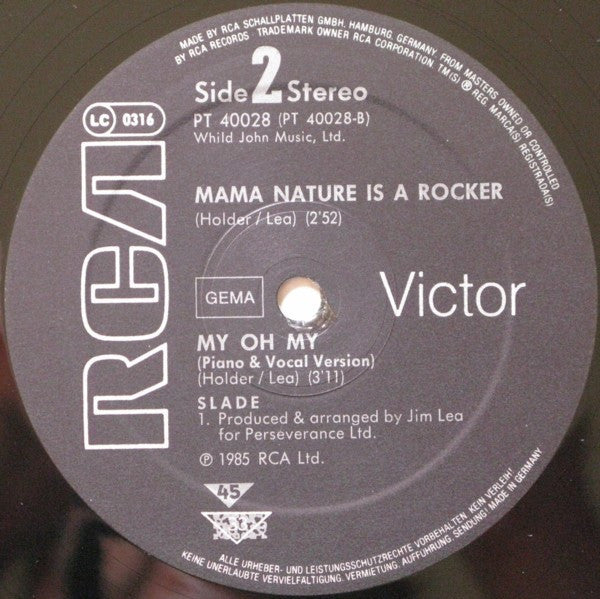 MADE BY RCA SCHALLPLATTEN GMBH, HAMBURG, GERMANY, FROM MASTERS OWNED OR CONTROLLED
BY RCA RECORDS · TRADEMARK OWNER RCA CORPORATION. TM(S) ® REG. MARCA(S) REGISTRADA(S)
Side 2 Stereo
PT 40028 (PT 40028-B)
Whild John Music, Ltd.
LC 0316
RCA
MAMA NATURE IS A ROCKER
(Holder / Lea) (2'52)
GEMA
Victor
MY OH MY
(Piano & Vocal Version)
(Holder / Lea) (3'11)
SLADE
1. Produced & arranged by Jim Lea
for Perseverance Ltd.
℗ 1985 RCA Ltd.
45
ALLE URHEBER- UND LEISTUNGSSCHUTZRECHTE VORBEHALTEN. KEIN VERLEIH!
KEINE UNERLAUBTE VERVIELFÄLTIGUNG, VERMIETUNG, AUFFÜHRUNG, SENDUNG! MADE IN GERMANY